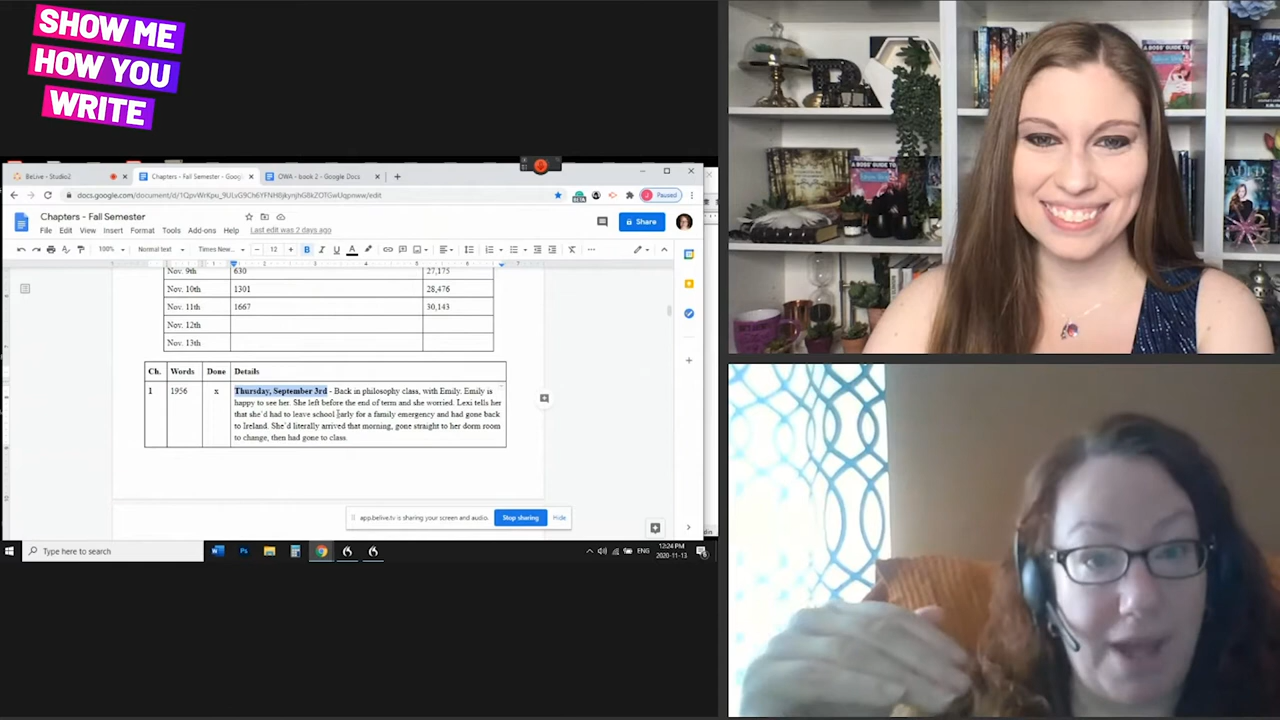 SHOW ME
HOW YOU
WRITE
BeLive - Studio2
Chapters - Fall Semester - Goog
OWA - book 2 - Google Docs
Paused
Chapters - Fall Semester
File Edit View Insert Format Tools Add-ons Help
Last edit was 2 days ago
Share
100%
Normal text
Times New...
12
Nov. 9th 630 27,175
Nov. 10th 1301 28,476
Nov. 11th 1667 30,143
Nov. 12th
Nov. 13th
Ch. Words Done Details
1 1956 x Thursday, September 3rd - Back in philosophy class, with Emily. Emily is
happy to see her. She left before the end of term and she worried. Lexi tells her
that she'd had to leave school early for a family emergency and had gone back
to Ireland. She'd literally arrived that morning, gone straight to her dorm room
to change, then had gone to class.
app.belive.tv is sharing your screen and audio.
Stop sharing
Hide
Type here to search
ENG
12:24 PM
2020-11-13